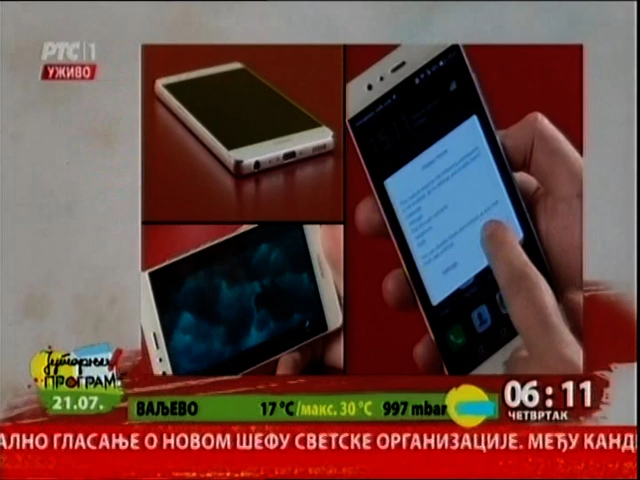 РТС 1
УЖИВО
Јутарњи
ПРОГРАМ
21.07.
ВАЉЕВО 17 °C /макс. 30 °C 997 mbar
06:11
ЧЕТВРТАК
АЛНО ГЛАСАЊЕ О НОВОМ ШЕФУ СВЕТСКЕ ОРГАНИЗАЦИЈЕ. МЕЂУ КАНД